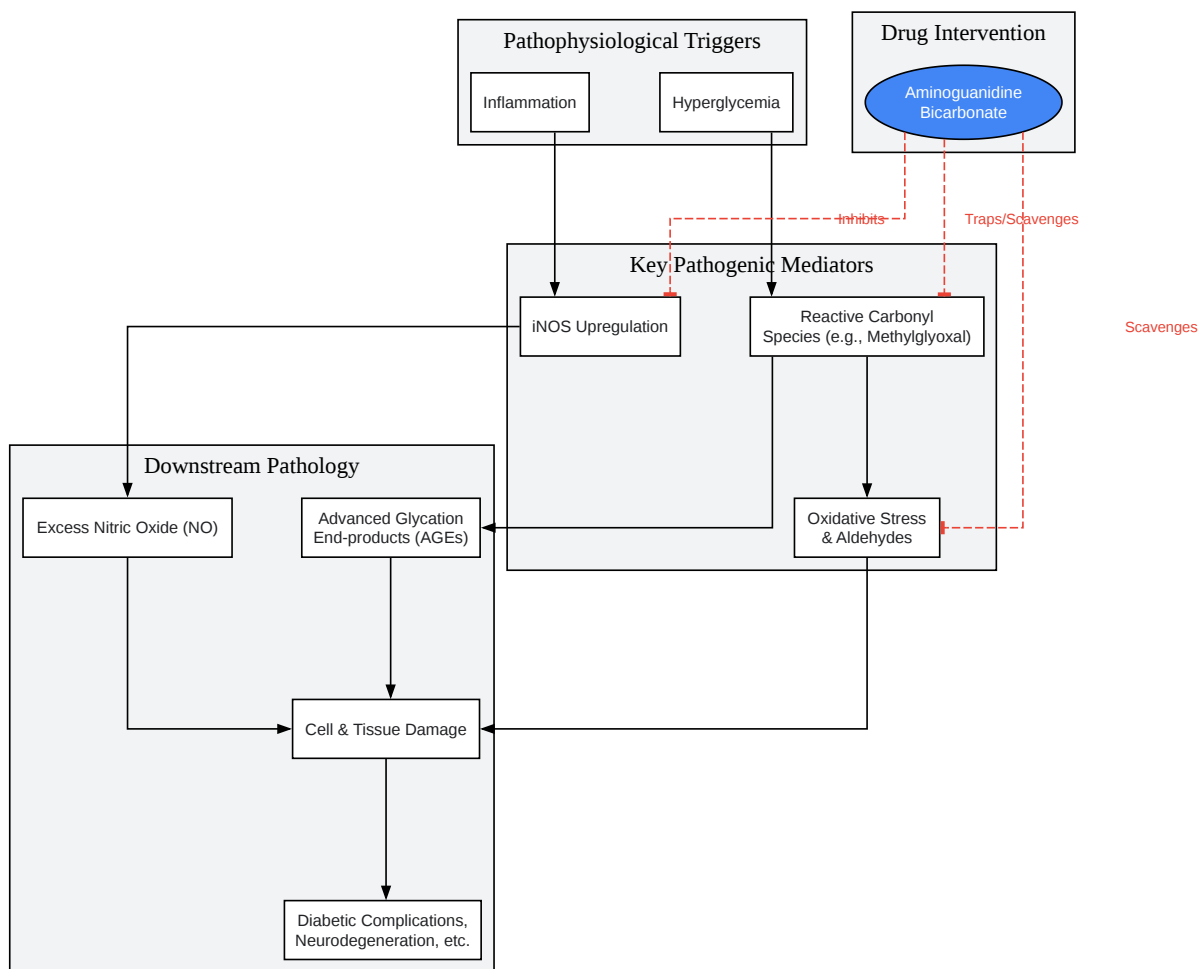 Pathophysiological Triggers
Drug Intervention
Inflammation
Hyperglycemia
Aminoguanidine
Bicarbonate
Inhibits
Traps/Scavenges
Key Pathogenic Mediators
iNOS Upregulation
Reactive Carbonyl
Species (e.g., Methylglyoxal)
Scavenges
Downstream Pathology
Excess Nitric Oxide (NO)
Advanced Glycation
End-products (AGEs)
Oxidative Stress
& Aldehydes
Cell & Tissue Damage
Diabetic Complications,
Neurodegeneration, etc.